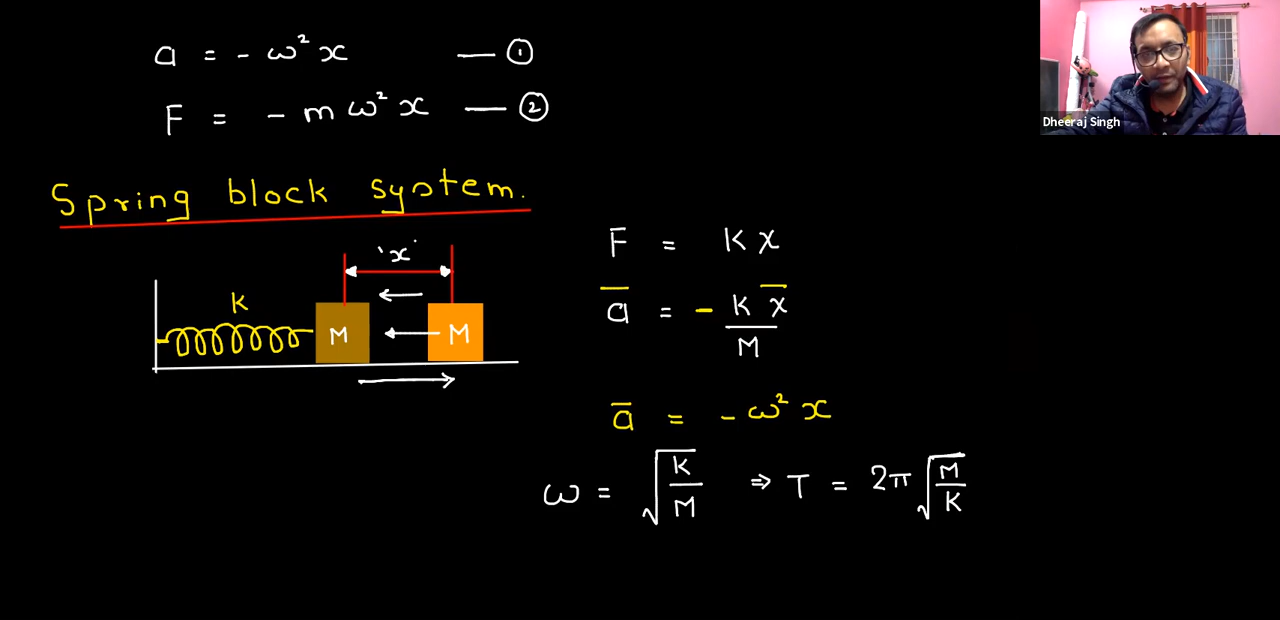 a = - ω² x — ①
F = - m ω² x — ②
Spring block system.
'x'
K
M
M
F = K x
a̅ = - K x̅ / M
a̅ = - ω² x
ω = √(K/M) ⇒ T = 2π √(M/K)
Dheeraj Singh